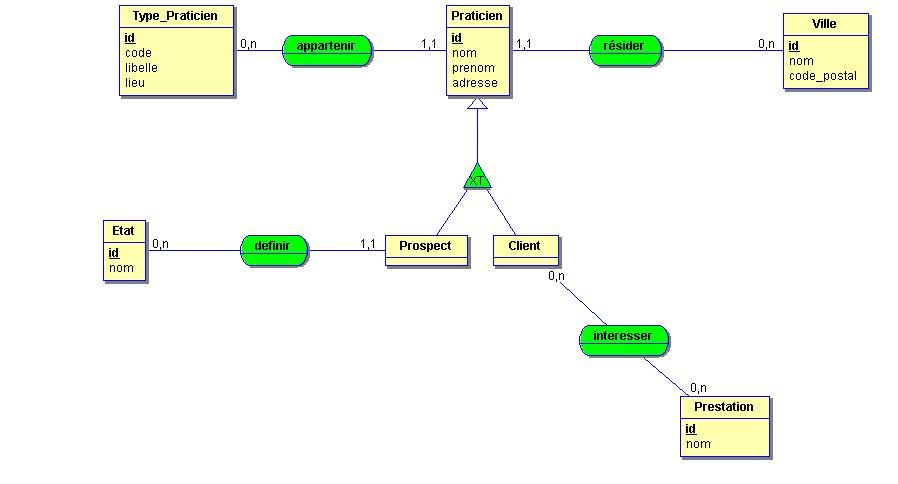 Type_Praticien
id
code
libelle
lieu
0,n
appartenir
1,1
Praticien
id
nom
prenom
adresse
1,1
résider
0,n
Ville
id
nom
code_postal
XT
Etat
id
nom
0,n
definir
1,1
Prospect
Client
0,n
interesser
0,n
Prestation
id
nom